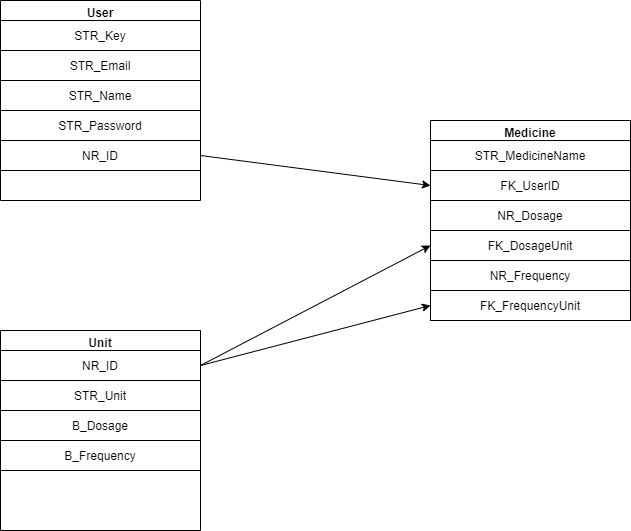 User
STR_Key
STR_Email
STR_Name
STR_Password
NR_ID
Medicine
STR_MedicineName
FK_UserID
NR_Dosage
FK_DosageUnit
NR_Frequency
FK_FrequencyUnit
Unit
NR_ID
STR_Unit
B_Dosage
B_Frequency